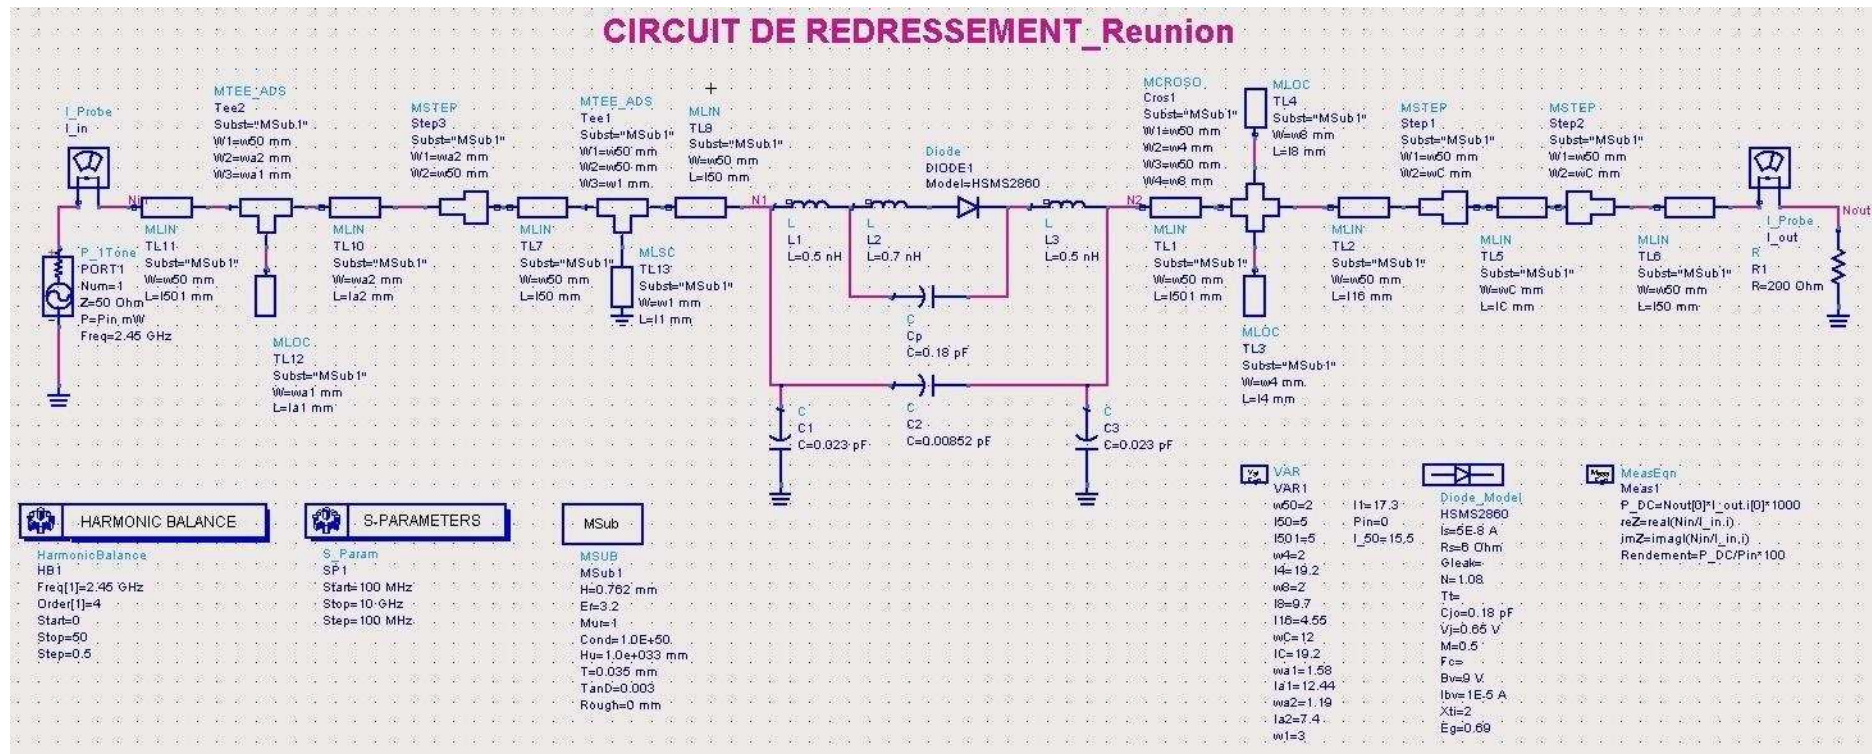 CIRCUIT DE REDRESSEMENT_Reunion
I_Probe
I_in
MTEE_ADS
Tee2
Subst="MSub1"
W1=w50 mm
W2=wa2 mm
W3=wa1 mm
MSTEP
Step3
Subst="MSub1"
W1=wa2 mm
W2=w50 mm
MTEE_ADS
Tee1
Subst="MSub1"
W1=w50 mm
W2=w50 mm
W3=w1 mm
MLIN
TL9
Subst="MSub1"
W=w50 mm
L=l50 mm
Diode
DIODE1
Model=HSMS2860
MCROSO
Cros1
Subst="MSub1"
W1=w50 mm
W2=w4 mm
W3=w50 mm
W4=w8 mm
MLOC
TL4
Subst="MSub1"
W=w8 mm
L=l8 mm
MSTEP
Step1
Subst="MSub1"
W1=w50 mm
W2=wC mm
MSTEP
Step2
Subst="MSub1"
W1=w50 mm
W2=wC mm
N1
N2
Nout
P_1Tone
PORT1
Num=1
Z=50 Ohm
P=Pin mW
Freq=2.45 GHz
MLIN
TL11
Subst="MSub1"
W=w50 mm
L=l501 mm
MLIN
TL10
Subst="MSub1"
W=wa2 mm
L=la2 mm
MLIN
TL7
Subst="MSub1"
W=w50 mm
L=l50 mm
MLSC
TL13
Subst="MSub1"
W=w1 mm
L=l1 mm
L
L1
L=0.5 nH
L
L2
L=0.7 nH
L
L3
L=0.5 nH
MLIN
TL1
Subst="MSub1"
W=w50 mm
L=l501 mm
MLIN
TL2
Subst="MSub1"
W=w50 mm
L=l16 mm
MLIN
TL5
Subst="MSub1"
W=wC mm
L=lC mm
MLIN
TL6
Subst="MSub1"
W=w50 mm
L=l50 mm
I_Probe
I_out
R
R1
R=200 Ohm
MLOC
TL12
Subst="MSub1"
W=wa1 mm
L=la1 mm
C
Cp
C=0.18 pF
MLOC
TL3
Subst="MSub1"
W=w4 mm
L=l4 mm
C
C1
C=0.023 pF
C
C2
C=0.00852 pF
C
C3
C=0.023 pF
HARMONIC BALANCE
HarmonicBalance
HB1
Freq[1]=2.45 GHz
Order[1]=4
Start=0
Stop=50
Step=0.5
S-PARAMETERS
S_Param
SP1
Start=100 MHz
Stop=10 GHz
Step=100 MHz
MSub
MSUB
MSub1
H=0.762 mm
Er=3.2
Mur=1
Cond=1.0E+50
Hu=1.0e+033 mm
T=0.035 mm
TanD=0.003
Rough=0 mm
VAR
VAR1
w50=2
l50=5
l501=5
w4=2
l4=19.2
w8=2
l8=9.7
l16=4.55
wC=12
lC=19.2
wa1=1.58
la1=12.44
wa2=1.19
la2=7.4
w1=3
l1=17.3
Pin=0
l_50=15.5
Diode_Model
HSMS2860
Is=5E-8 A
Rs=6 Ohm
Gleak=
N=1.08
Tt=
Cjo=0.18 pF
Vj=0.65 V
M=0.5
Fc=
Bv=9 V
Ibv=1E-5 A
Xti=2
Eg=0.69
MeasEqn
Meas1
P_DC=Nout[0]*I_out.i[0]*1000
reZ=real(Nin/I_in.i)
imZ=imag(Nin/I_in.i)
Rendement=P_DC/Pin*100